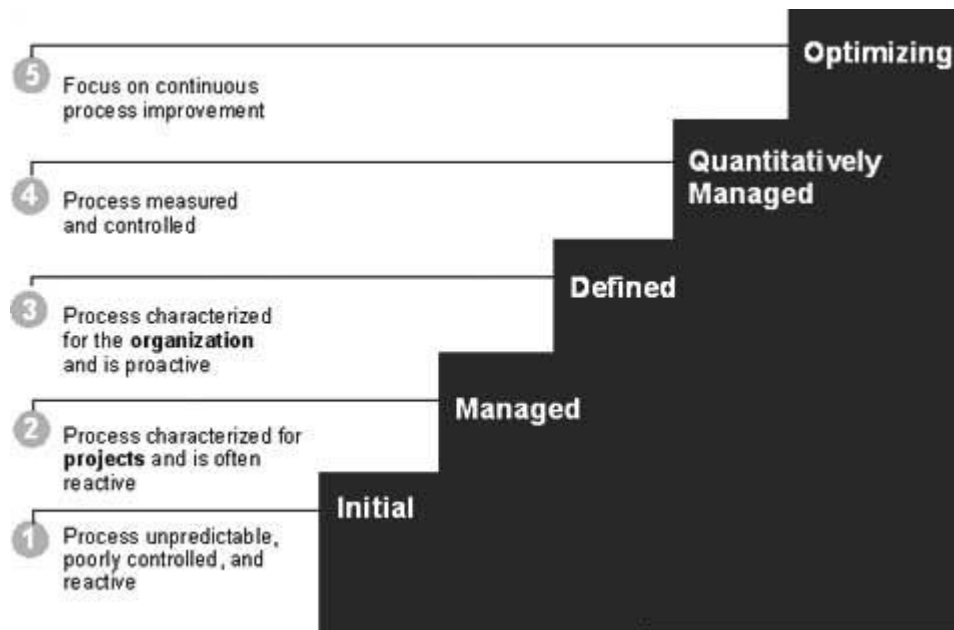 Optimizing
5
Focus on continuous
process improvement
Quantitatively
Managed
4
Process measured
and controlled
Defined
3
Process characterized
for the organization
and is proactive
Managed
2
Process characterized for
projects and is often
reactive
Initial
1
Process unpredictable,
poorly controlled, and
reactive